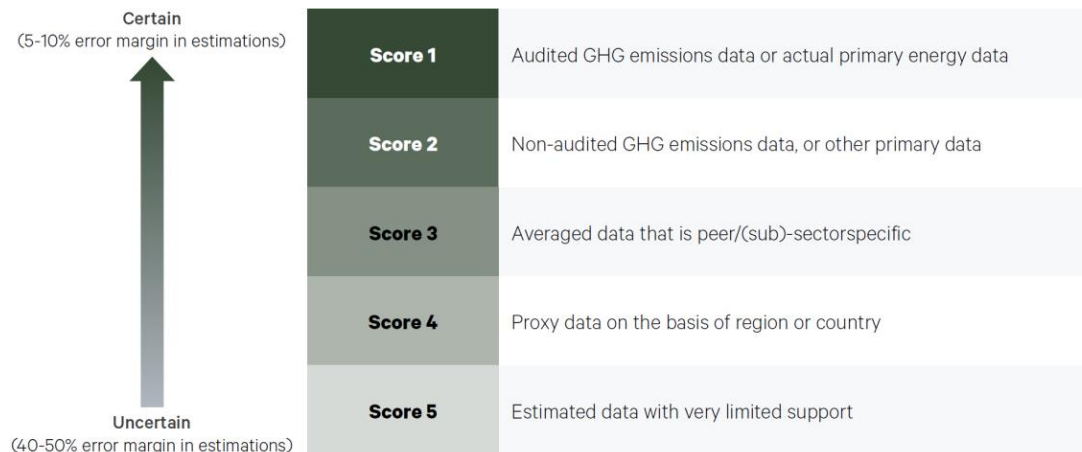 Certain
(5-10% error margin in estimations)
Score 1
Audited GHG emissions data or actual primary energy data
Score 2
Non-audited GHG emissions data, or other primary data
Score 3
Averaged data that is peer/(sub)-sectorspecific
Score 4
Proxy data on the basis of region or country
Score 5
Estimated data with very limited support
Uncertain
(40-50% error margin in estimations)